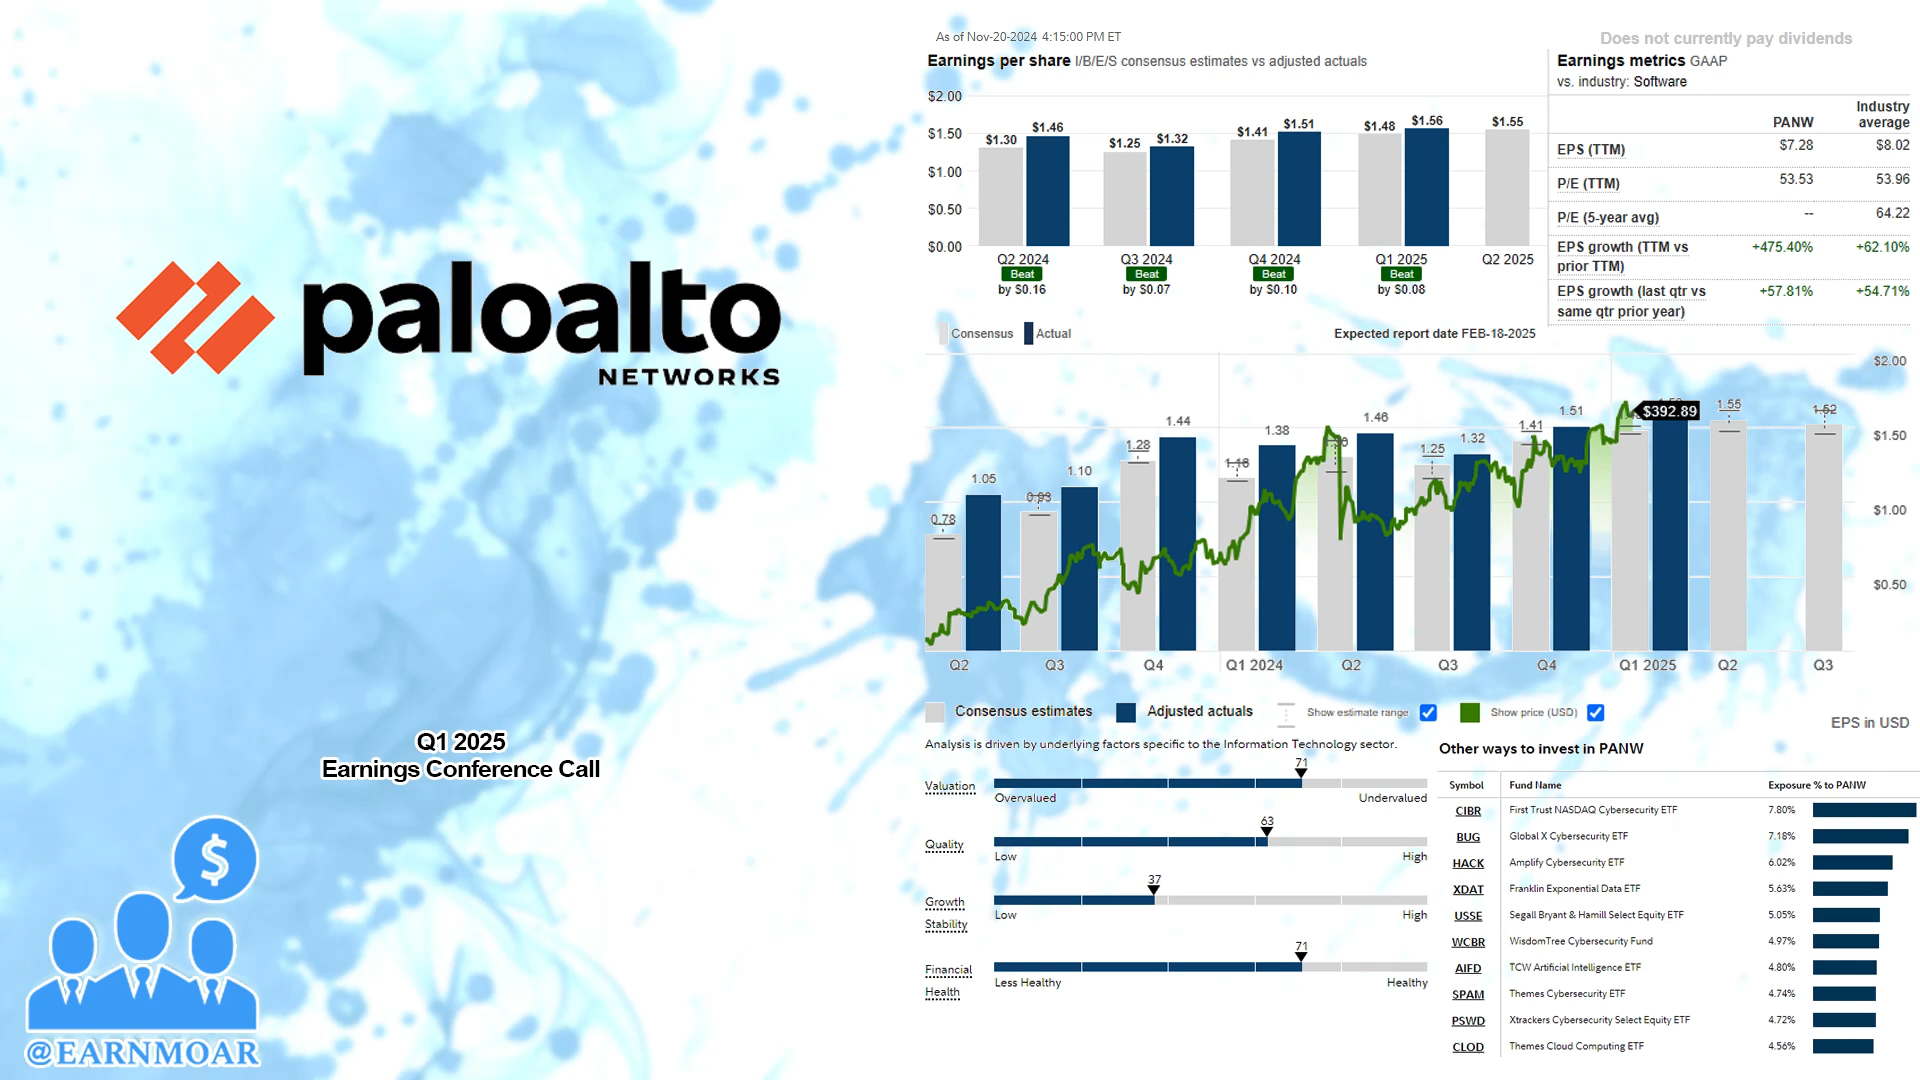 paloalto
NETWORKS
Q1 2025
Earnings Conference Call
$
@EARNMOAR
As of Nov-20-2024 4:15:00 PM ET
Does not currently pay dividends
Earnings per share I/B/E/S consensus estimates vs adjusted actuals
$2.00
$1.50
$1.00
$0.50
$0.00
$1.30 $1.46 $1.25 $1.32 $1.41 $1.51 $1.48 $1.56 $1.55
Q2 2024 Q3 2024 Q4 2024 Q1 2025 Q2 2025
Beat Beat Beat Beat
by $0.16 by $0.07 by $0.10 by $0.08
Consensus Actual
Expected report date FEB-18-2025
Earnings metrics GAAP
vs. industry: Software
PANW Industry average
EPS (TTM) $7.28 $8.02
P/E (TTM) 53.53 53.96
P/E (5-year avg) -- 64.22
EPS growth (TTM vs prior TTM) +475.40% +62.10%
EPS growth (last qtr vs same qtr prior year) +57.81% +54.71%
$2.00
$1.50
$1.00
$0.50
0.78 1.05 0.93 1.10 1.28 1.44 1.18 1.38 1.46 1.25 1.32 1.41 1.51 $392.89 1.55 1.52
Q2 Q3 Q4 Q1 2024 Q2 Q3 Q4 Q1 2025 Q2 Q3
Consensus estimates Adjusted actuals Show estimate range Show price (USD)
EPS in USD
Analysis is driven by underlying factors specific to the Information Technology sector.
Valuation 71
Overvalued Undervalued
Quality 63
Low High
Growth Stability 37
Low High
Financial Health 71
Less Healthy Healthy
Other ways to invest in PANW
Symbol Fund Name Exposure % to PANW
CIBR First Trust NASDAQ Cybersecurity ETF 7.80%
BUG Global X Cybersecurity ETF 7.18%
HACK Amplify Cybersecurity ETF 6.02%
XDAT Franklin Exponential Data ETF 5.63%
USSE Segall Bryant & Hamill Select Equity ETF 5.05%
WCBR WisdomTree Cybersecurity Fund 4.97%
AIFD TCW Artificial Intelligence ETF 4.80%
SPAM Themes Cybersecurity ETF 4.74%
PSWD Xtrackers Cybersecurity Select Equity ETF 4.72%
CLOD Themes Cloud Computing ETF 4.56%